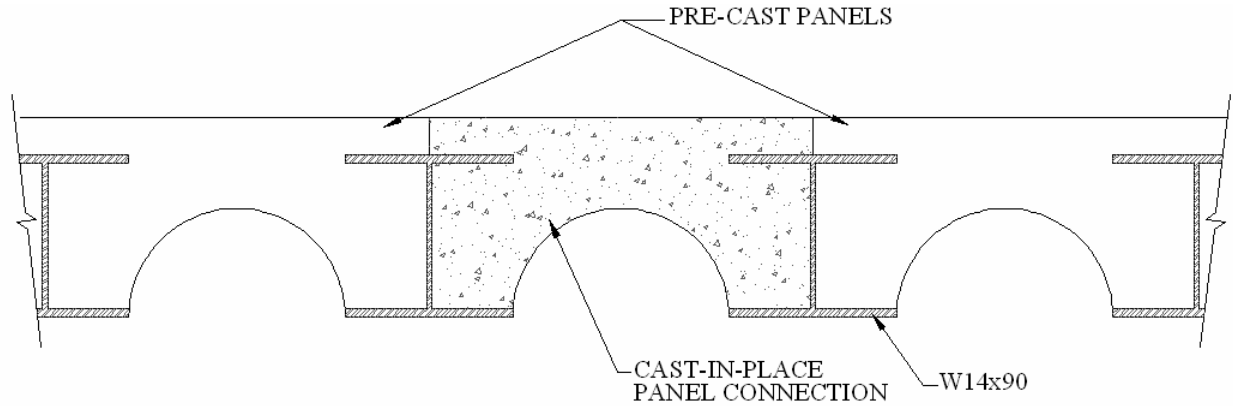 PRE-CAST PANELS
CAST-IN-PLACE
PANEL CONNECTION
W14x90